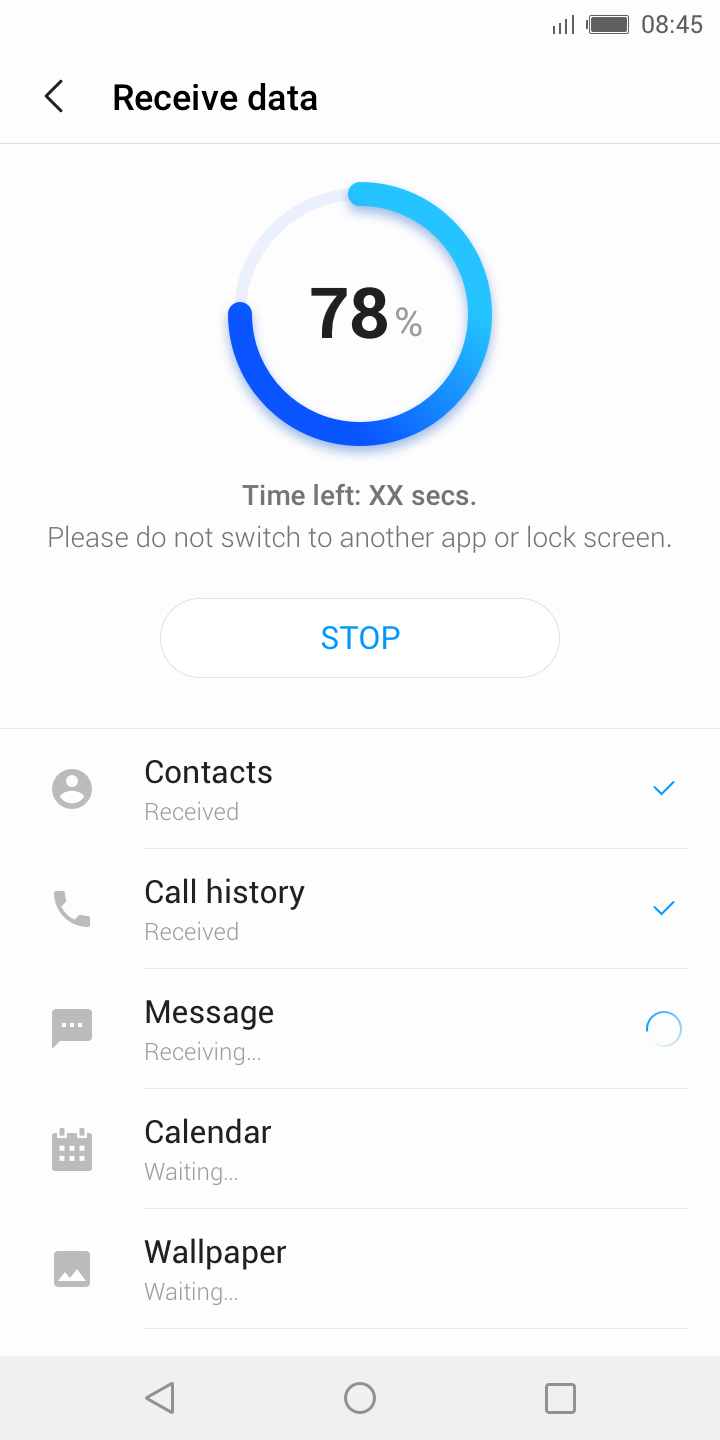 08:45
Receive data
78 %
Time left: XX secs.
Please do not switch to another app or lock screen.
STOP
Contacts
Received
Call history
Received
Message
Receiving...
Calendar
Waiting...
Wallpaper
Waiting...